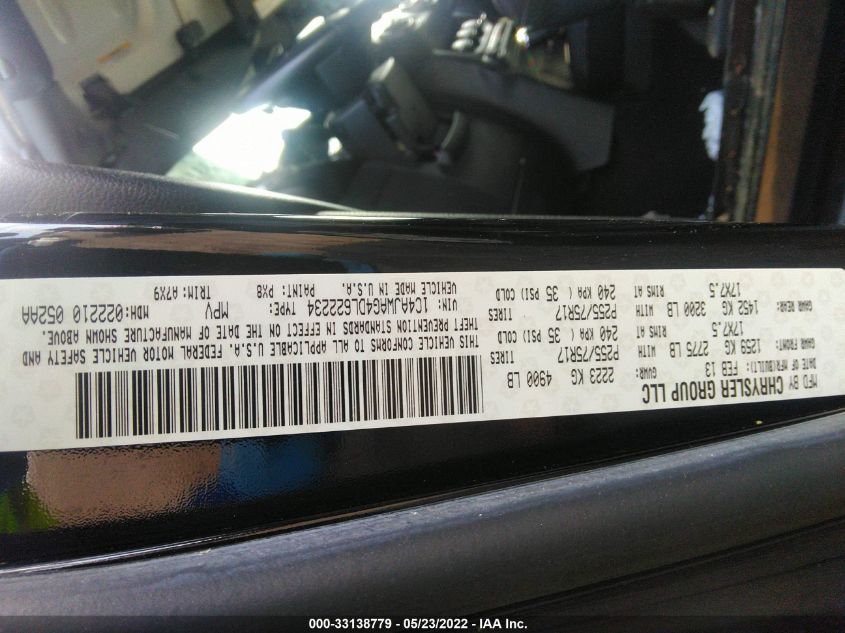 MFD BY CHRYSLER GROUP LLC
DATE OF MFR(BUILT): FEB 13 GVWR: 2223 KG 4900 LB
GAWR FRONT: 1259 KG 2775 LB WITH P255/75R17 TIRES
17X7.5 RIMS AT 240 KPA ( 35 PSI) COLD
GAWR REAR: 1452 KG 3200 LB WITH P255/75R17 TIRES
17X7.5 RIMS AT 240 KPA ( 35 PSI) COLD
THIS VEHICLE CONFORMS TO ALL APPLICABLE U.S.A. FEDERAL MOTOR VEHICLE SAFETY AND
THEFT PREVENTION STANDARDS IN EFFECT ON THE DATE OF MANUFACTURE SHOWN ABOVE.
VIN: 1C4AJWAG4DL622234 TYPE: MPV MDH:022210 052AA
VEHICLE MADE IN U.S.A. PAINT: PX8 TRIM: A7X9
000-33138779 - 05/23/2022 - IAA Inc.